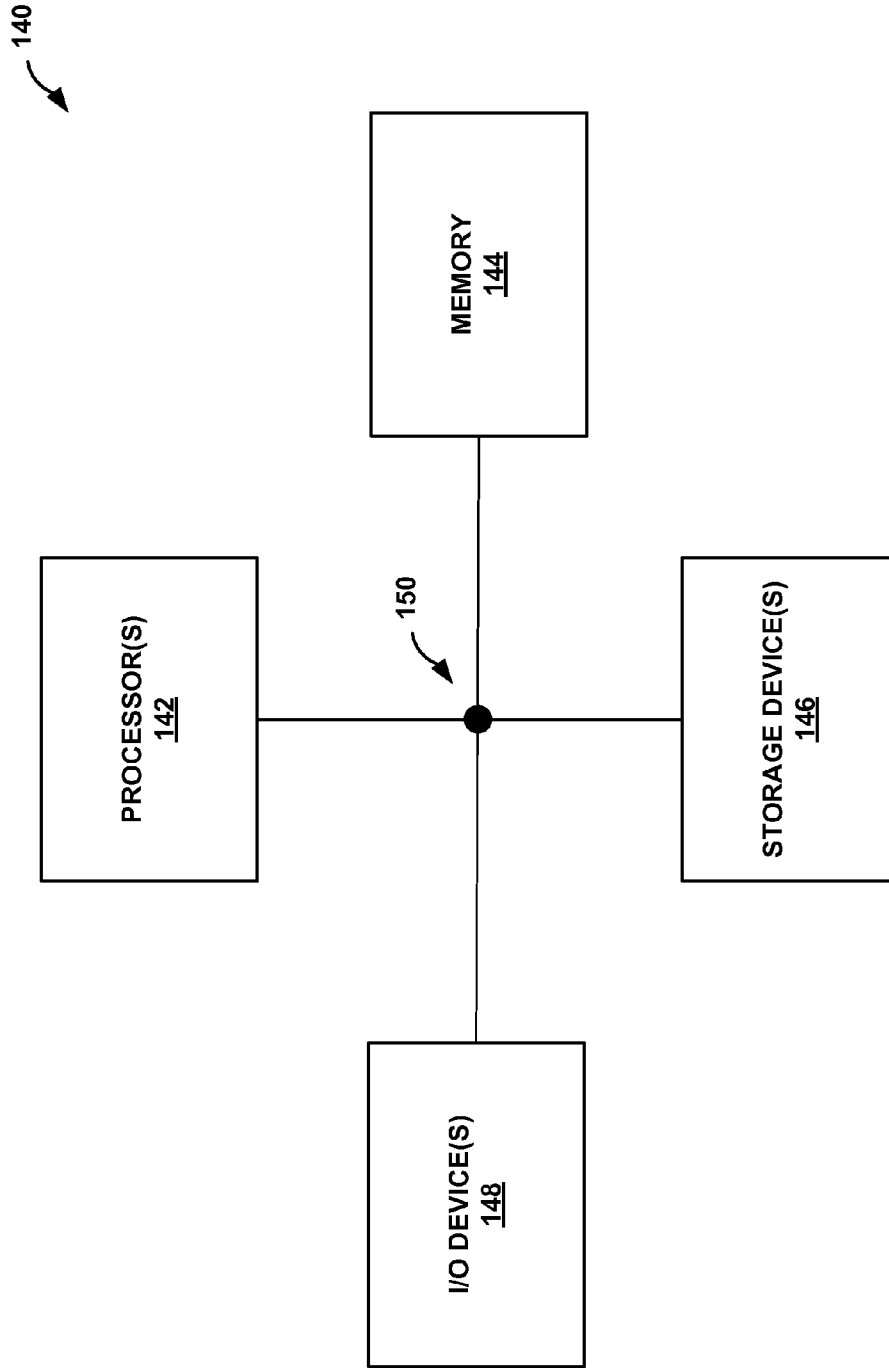 140
PROCESSOR(S)
142
150
MEMORY
144
I/O DEVICE(S)
148
STORAGE DEVICE(S)
146